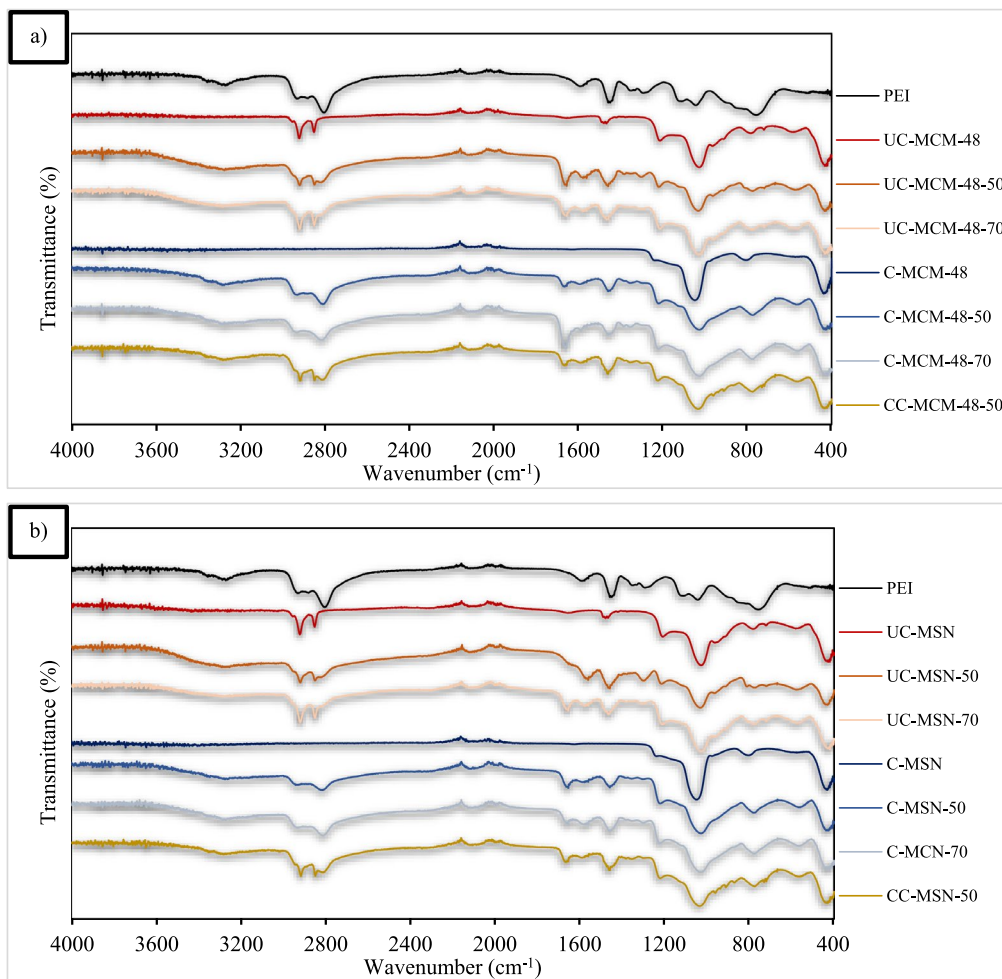 a)
Transmittance (%)
PEI
UC-MCM-48
UC-MCM-48-50
UC-MCM-48-70
C-MCM-48
C-MCM-48-50
C-MCM-48-70
CC-MCM-48-50
4000 3600 3200 2800 2400 2000 1600 1200 800 400
Wavenumber (cm⁻¹)
b)
Transmittance (%)
PEI
UC-MSN
UC-MSN-50
UC-MSN-70
C-MSN
C-MSN-50
C-MCN-70
CC-MSN-50
4000 3600 3200 2800 2400 2000 1600 1200 800 400
Wavenumber (cm⁻¹)